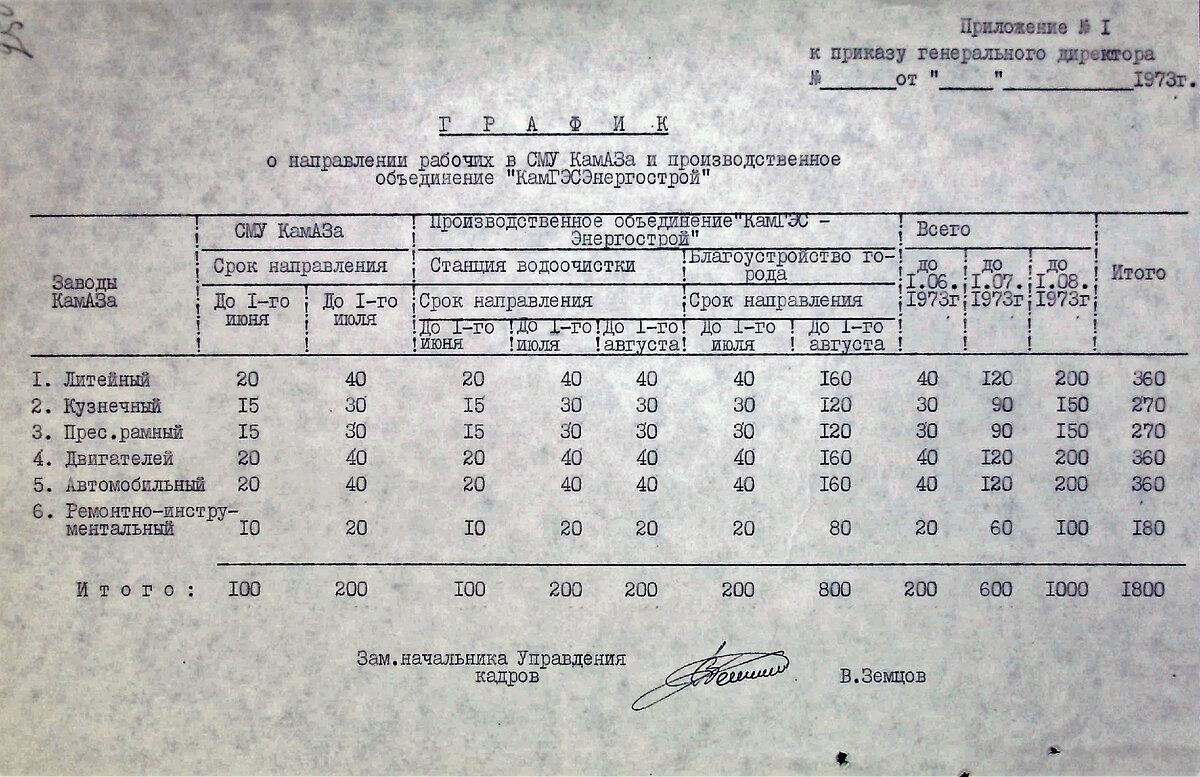 950
Приложение № I
к приказу генерального директора
№______от "____"__________1973г.
Г Р А Ф И К
о направлении рабочих в СМУ КамАЗа и производственное
объединение "КамГЭСЭнергострой"
Заводы КамАЗа
СМУ КамАЗа
Производственное объединение"КамГЭС -
Энергострой"
Всего
Итого
Срок направления
Станция водоочистки
Благоустройство го-
рода
до I.06. 1973г
до I.07. 1973г
до I.08. 1973г
До I-го июня
До I-го июля
Срок направления
Срок направления
До I-го июня
До I-го июля
До I-го августа
До I-го июля
До I-го августа
I. Литейный 20 40 20 40 40 40 I60 40 I20 200 360
2. Кузнечный I5 30 I5 30 30 30 I20 30 90 I50 270
3. Прес.рамный I5 30 I5 30 30 30 I20 30 90 I50 270
4. Двигателей 20 40 20 40 40 40 I60 40 I20 200 360
5. Автомобильный 20 40 20 40 40 40 I60 40 I20 200 360
6. Ремонтно-инстру-
ментальный I0 20 I0 20 20 20 80 20 60 I00 I80
И т о г о : I00 200 I00 200 200 200 800 200 600 I000 I800
Зам.начальника Управдения
кадров
В.Земцов